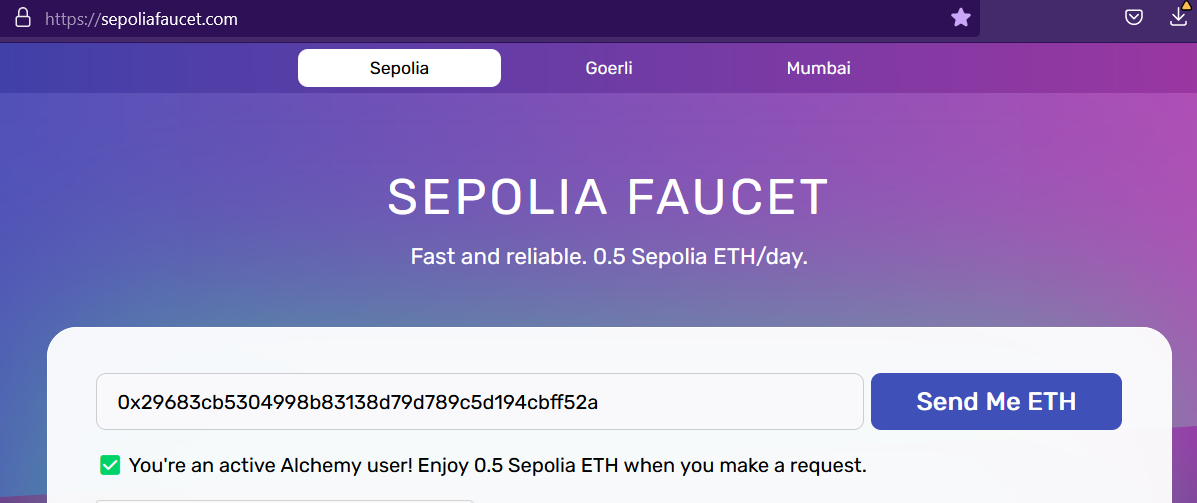 https://sepoliafaucet.com
Sepolia Goerli Mumbai
SEPOLIA FAUCET
Fast and reliable. 0.5 Sepolia ETH/day.
0x29683cb5304998b83138d79d789c5d194cbff52a Send Me ETH
You're an active Alchemy user! Enjoy 0.5 Sepolia ETH when you make a request.